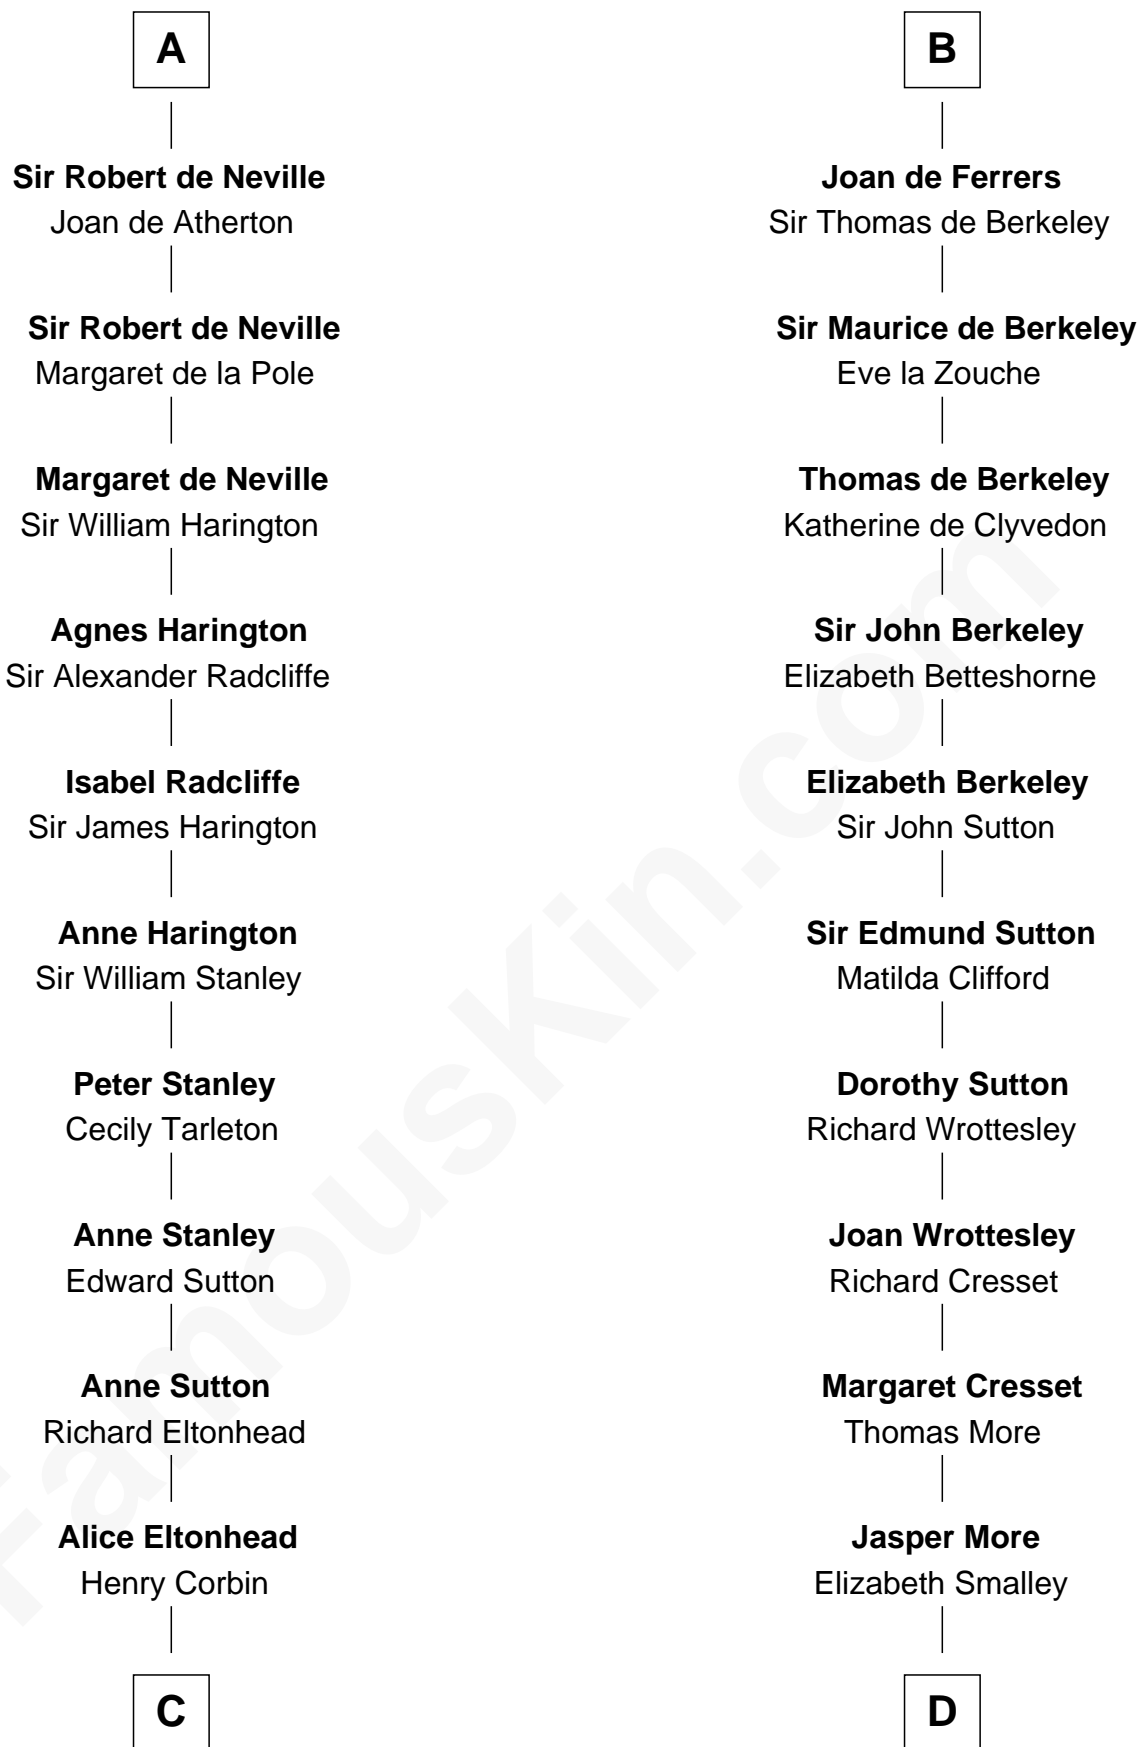 A
Sir Robert de Neville
Joan de Atherton
Sir Robert de Neville
Margaret de la Pole
Margaret de Neville
Sir William Harington
Agnes Harington
Sir Alexander Radcliffe
Isabel Radcliffe
Sir James Harington
Anne Harington
Sir William Stanley
Peter Stanley
Cecily Tarleton
Anne Stanley
Edward Sutton
Anne Sutton
Richard Eltonhead
Alice Eltonhead
Henry Corbin
C
B
Joan de Ferrers
Sir Thomas de Berkeley
Sir Maurice de Berkeley
Eve la Zouche
Thomas de Berkeley
Katherine de Clyvedon
Sir John Berkeley
Elizabeth Betteshorne
Elizabeth Berkeley
Sir John Sutton
Sir Edmund Sutton
Matilda Clifford
Dorothy Sutton
Richard Wrottesley
Joan Wrottesley
Richard Cresset
Margaret Cresset
Thomas More
Jasper More
Elizabeth Smalley
D
FamousKin.com